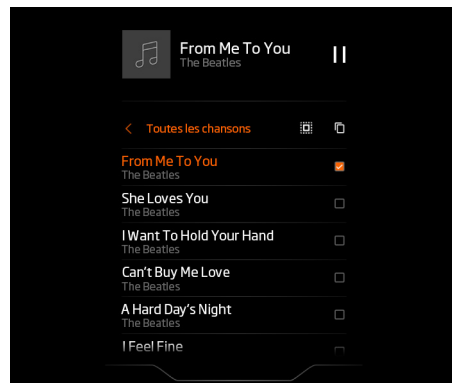 From Me To You
The Beatles
Toutes les chansons
From Me To You
The Beatles
She Loves You
The Beatles
I Want To Hold Your Hand
The Beatles
Can't Buy Me Love
The Beatles
A Hard Day's Night
The Beatles
I Feel Fine